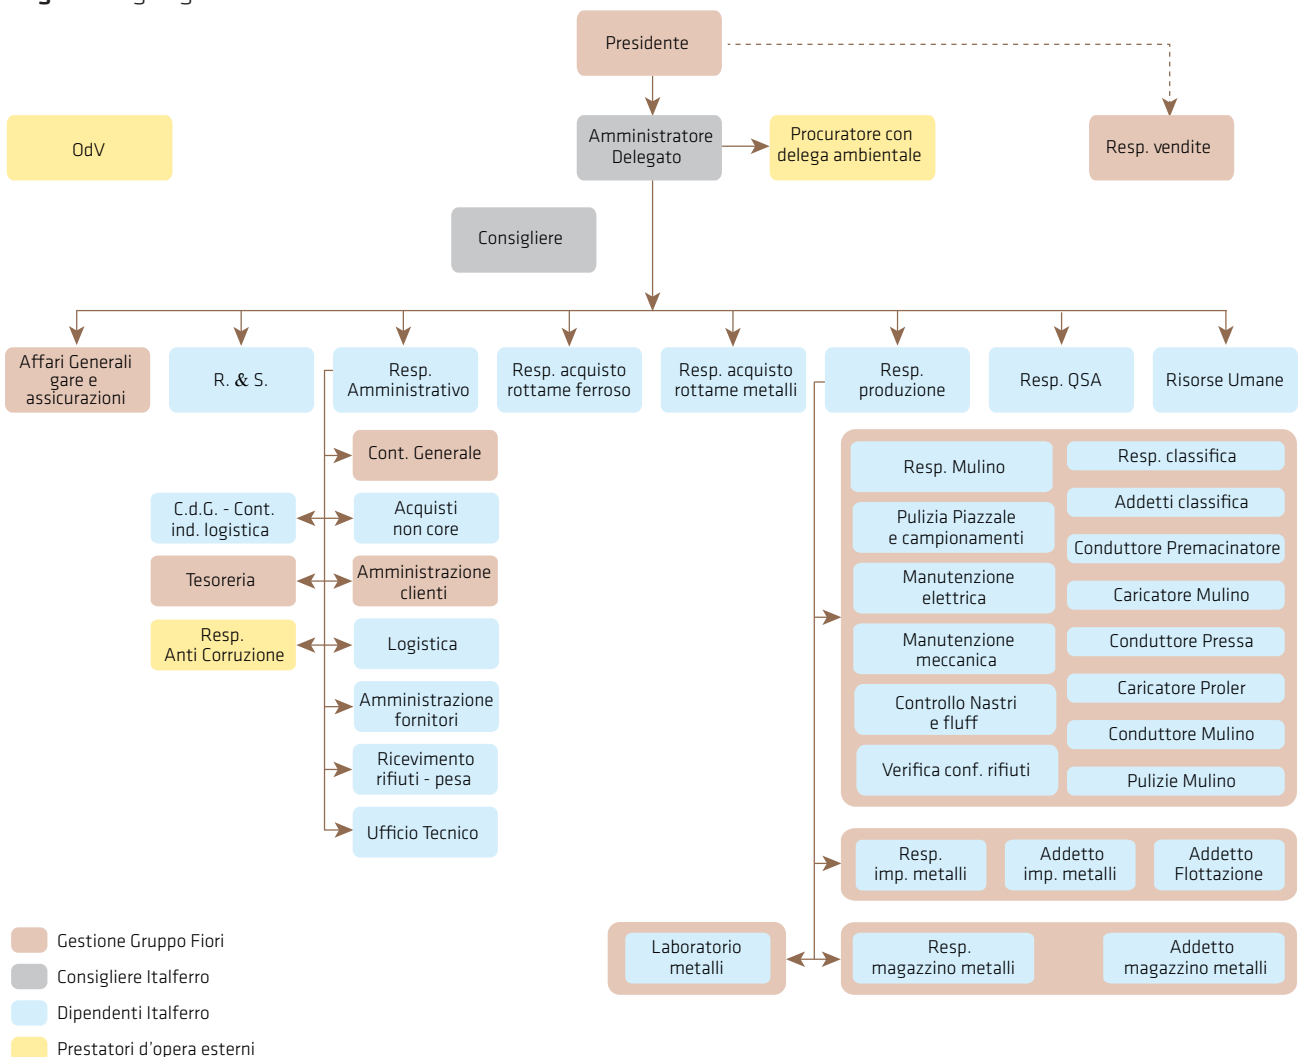 Presidente
OdV
Amministratore
Delegato
Procuratore con
delega ambientale
Resp. vendite
Consigliere
Affari Generali
gare e
assicurazioni
R. & S.
Resp.
Amministrativo
Resp. acquisto
rottame ferroso
Resp. acquisto
rottame metalli
Resp.
produzione
Resp. QSA
Risorse Umane
Cont. Generale
C.d.G. - Cont.
ind. logistica
Acquisti
non core
Tesoreria
Amministrazione
clienti
Resp.
Anti Corruzione
Logistica
Amministrazione
fornitori
Ricevimento
rifiuti - pesa
Ufficio Tecnico
Resp. Mulino
Pulizia Piazzale
e campionamenti
Manutenzione
elettrica
Manutenzione
meccanica
Controllo Nastri
e fluff
Verifica conf. rifiuti
Resp. classifica
Addetti classifica
Conduttore Premacinatore
Caricatore Mulino
Conduttore Pressa
Caricatore Proler
Conduttore Mulino
Pulizie Mulino
Resp.
imp. metalli
Addetto
imp. metalli
Addetto
Flottazione
Laboratorio
metalli
Resp.
magazzino metalli
Addetto
magazzino metalli
Gestione Gruppo Fiori
Consigliere Italferro
Dipendenti Italferro
Prestatori d'opera esterni